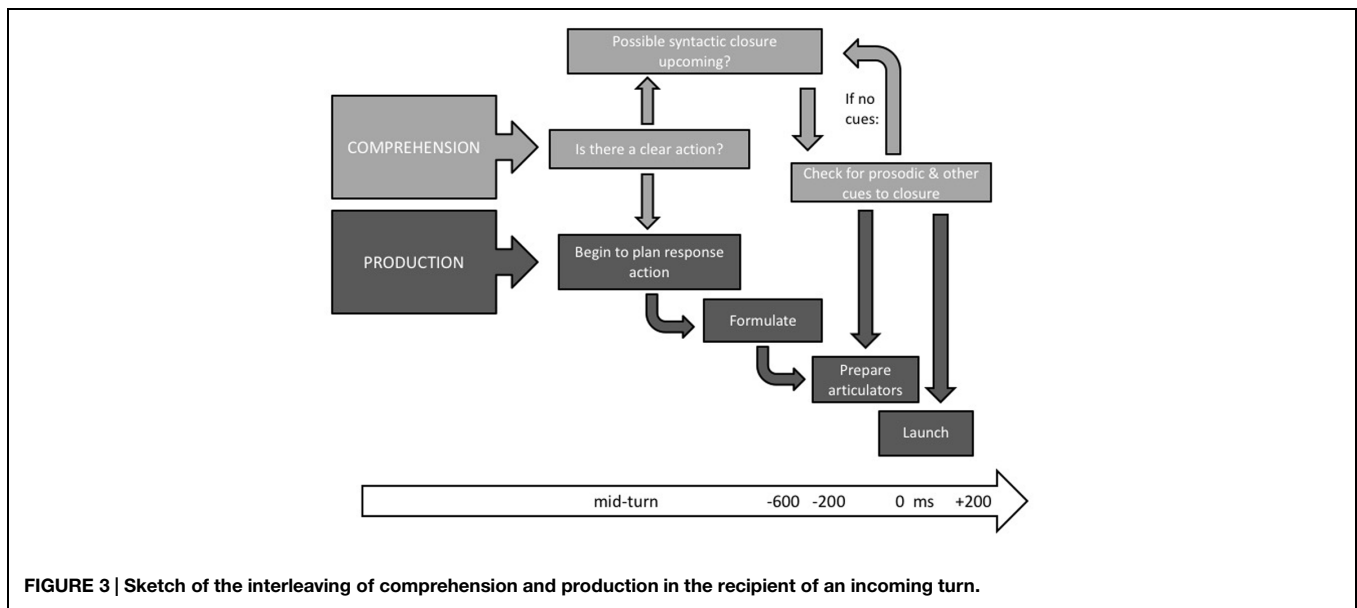 Possible syntactic closure
upcoming?
If no
cues:
COMPREHENSION
Is there a clear action?
Check for prosodic & other
cues to closure
PRODUCTION
Begin to plan response
action
Formulate
Prepare
articulators
Launch
mid-turn -600 -200 0 ms +200
FIGURE 3 | Sketch of the interleaving of comprehension and production in the recipient of an incoming turn.